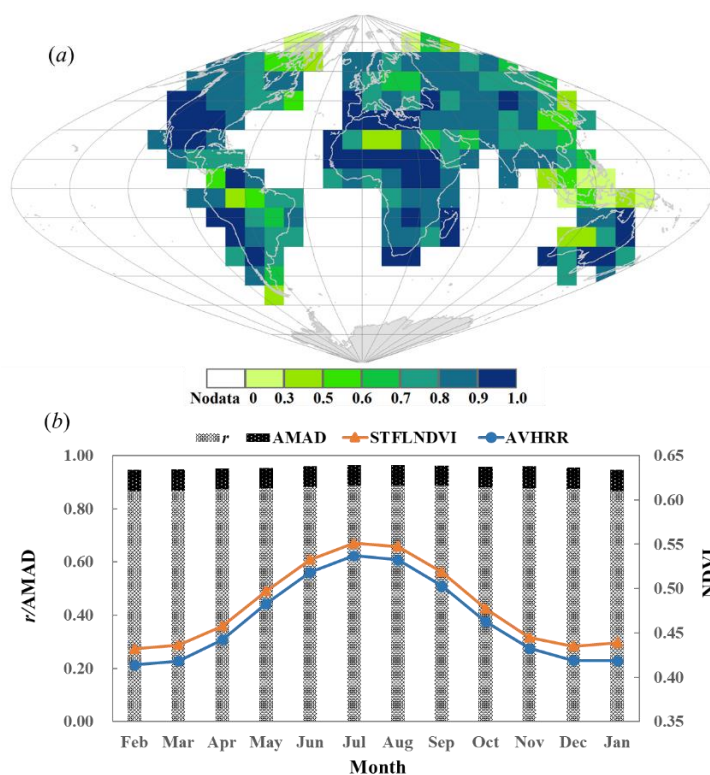 (a)
Nodata 0 0.3 0.5 0.6 0.7 0.8 0.9 1.0
(b)
r AMAD STFLNDVI AVHRR
1.00 0.65
0.80 0.60
0.60 0.55
0.40 0.50
0.20 0.45
0.00 0.40
0.35
r/AMAD
NDVI
Feb Mar Apr May Jun Jul Aug Sep Oct Nov Dec Jan
Month